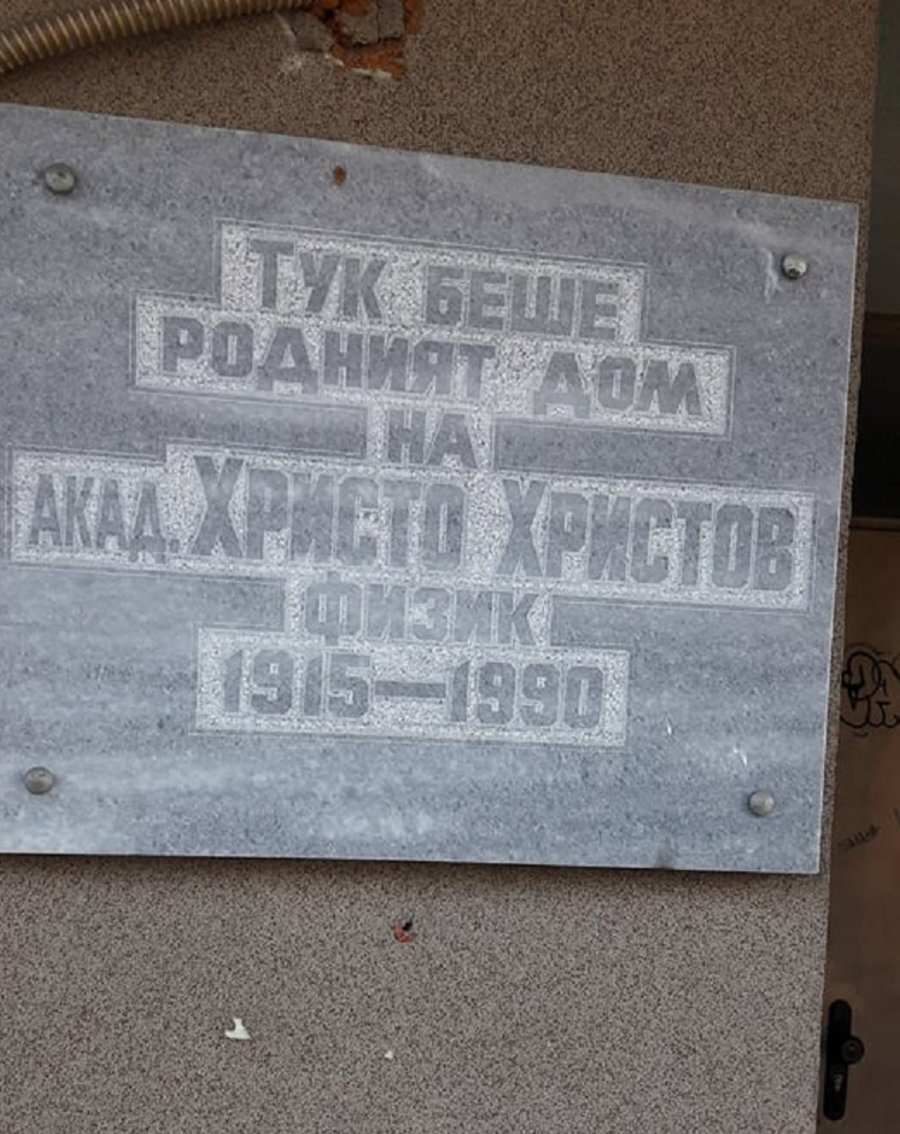 ТУК БЕШЕ
РОДНИЯТ ДОМ
НА
АКАД. ХРИСТО ХРИСТОВ
ФИЗИК
1915—1990